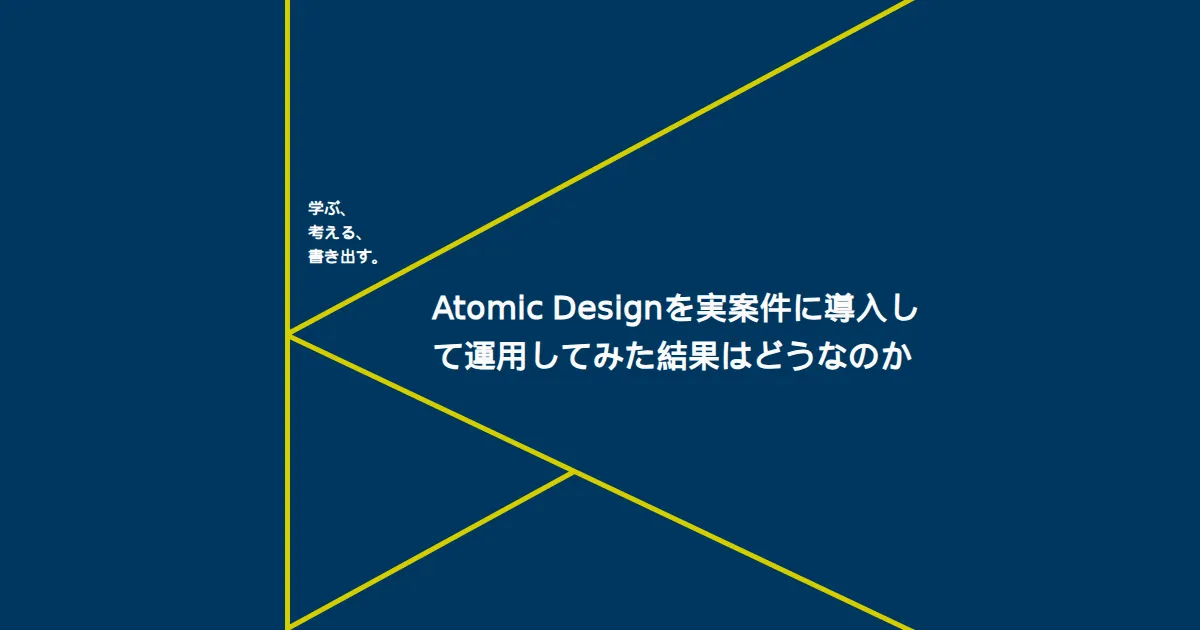 学ぶ、
考える、
書き出す。
Atomic Designを実案件に導入し
て運用してみた結果はどうなのか